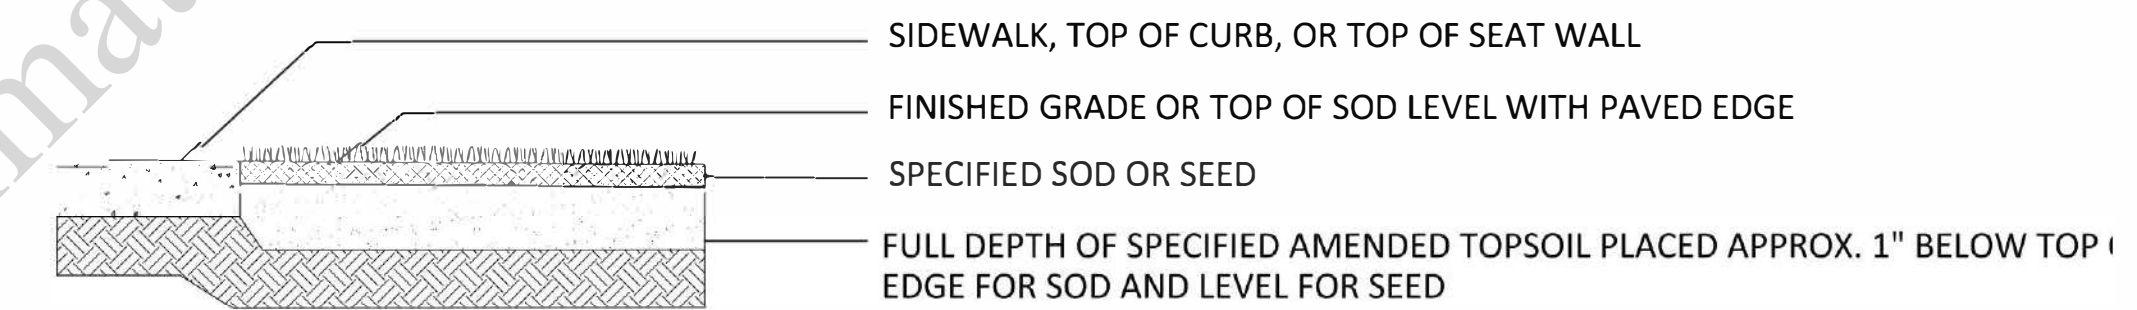 SIDEWALK, TOP OF CURB, OR TOP OF SEAT WALL
FINISHED GRADE OR TOP OF SOD LEVEL WITH PAVED EDGE
SPECIFIED SOD OR SEED
FULL DEPTH OF SPECIFIED AMENDED TOPSOIL PLACED APPROX. 1" BELOW TOP
EDGE FOR SOD AND LEVEL FOR SEED